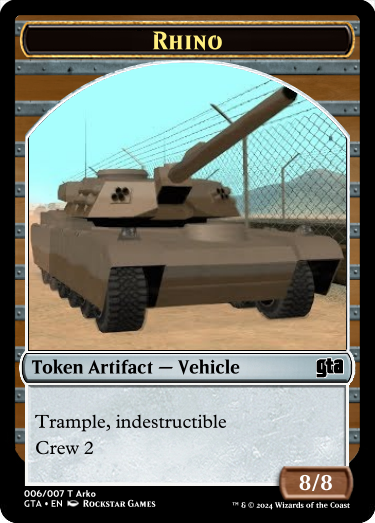 Rhino
Token Artifact — Vehicle
gta
Trample, indestructible
Crew 2
8/8
006/007 T Arko
GTA • EN Rockstar Games
™ & © 2024 Wizards of the Coast